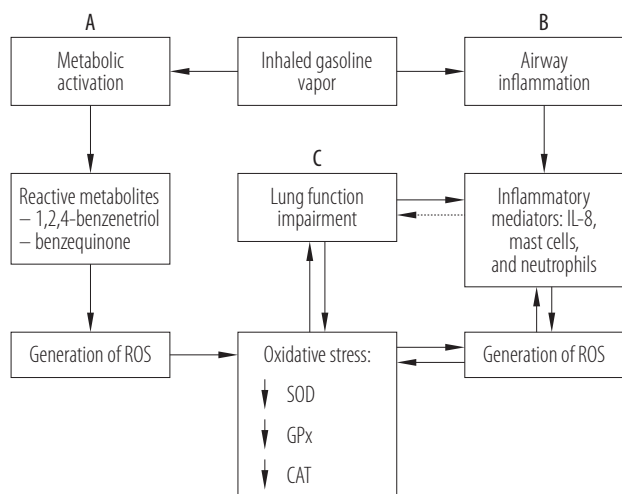 A
B
Metabolic
activation
Inhaled gasoline
vapor
Airway
inflammation
C
Reactive metabolites
– 1,2,4-benzenetriol
– benzequinone
Lung function
impairment
Inflammatory
mediators: IL-8,
mast cells,
and neutrophils
Generation of ROS
Oxidative stress:
SOD
GPx
CAT
Generation of ROS